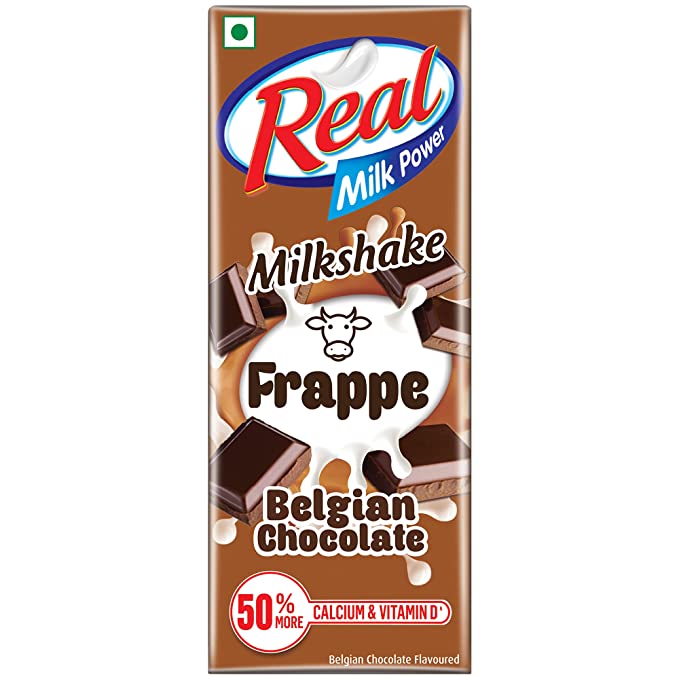 Real
Milk Power
Milkshake
Frappe
Belgian
Chocolate
50% MORE CALCIUM & VITAMIN D*
Belgian Chocolate Flavoured